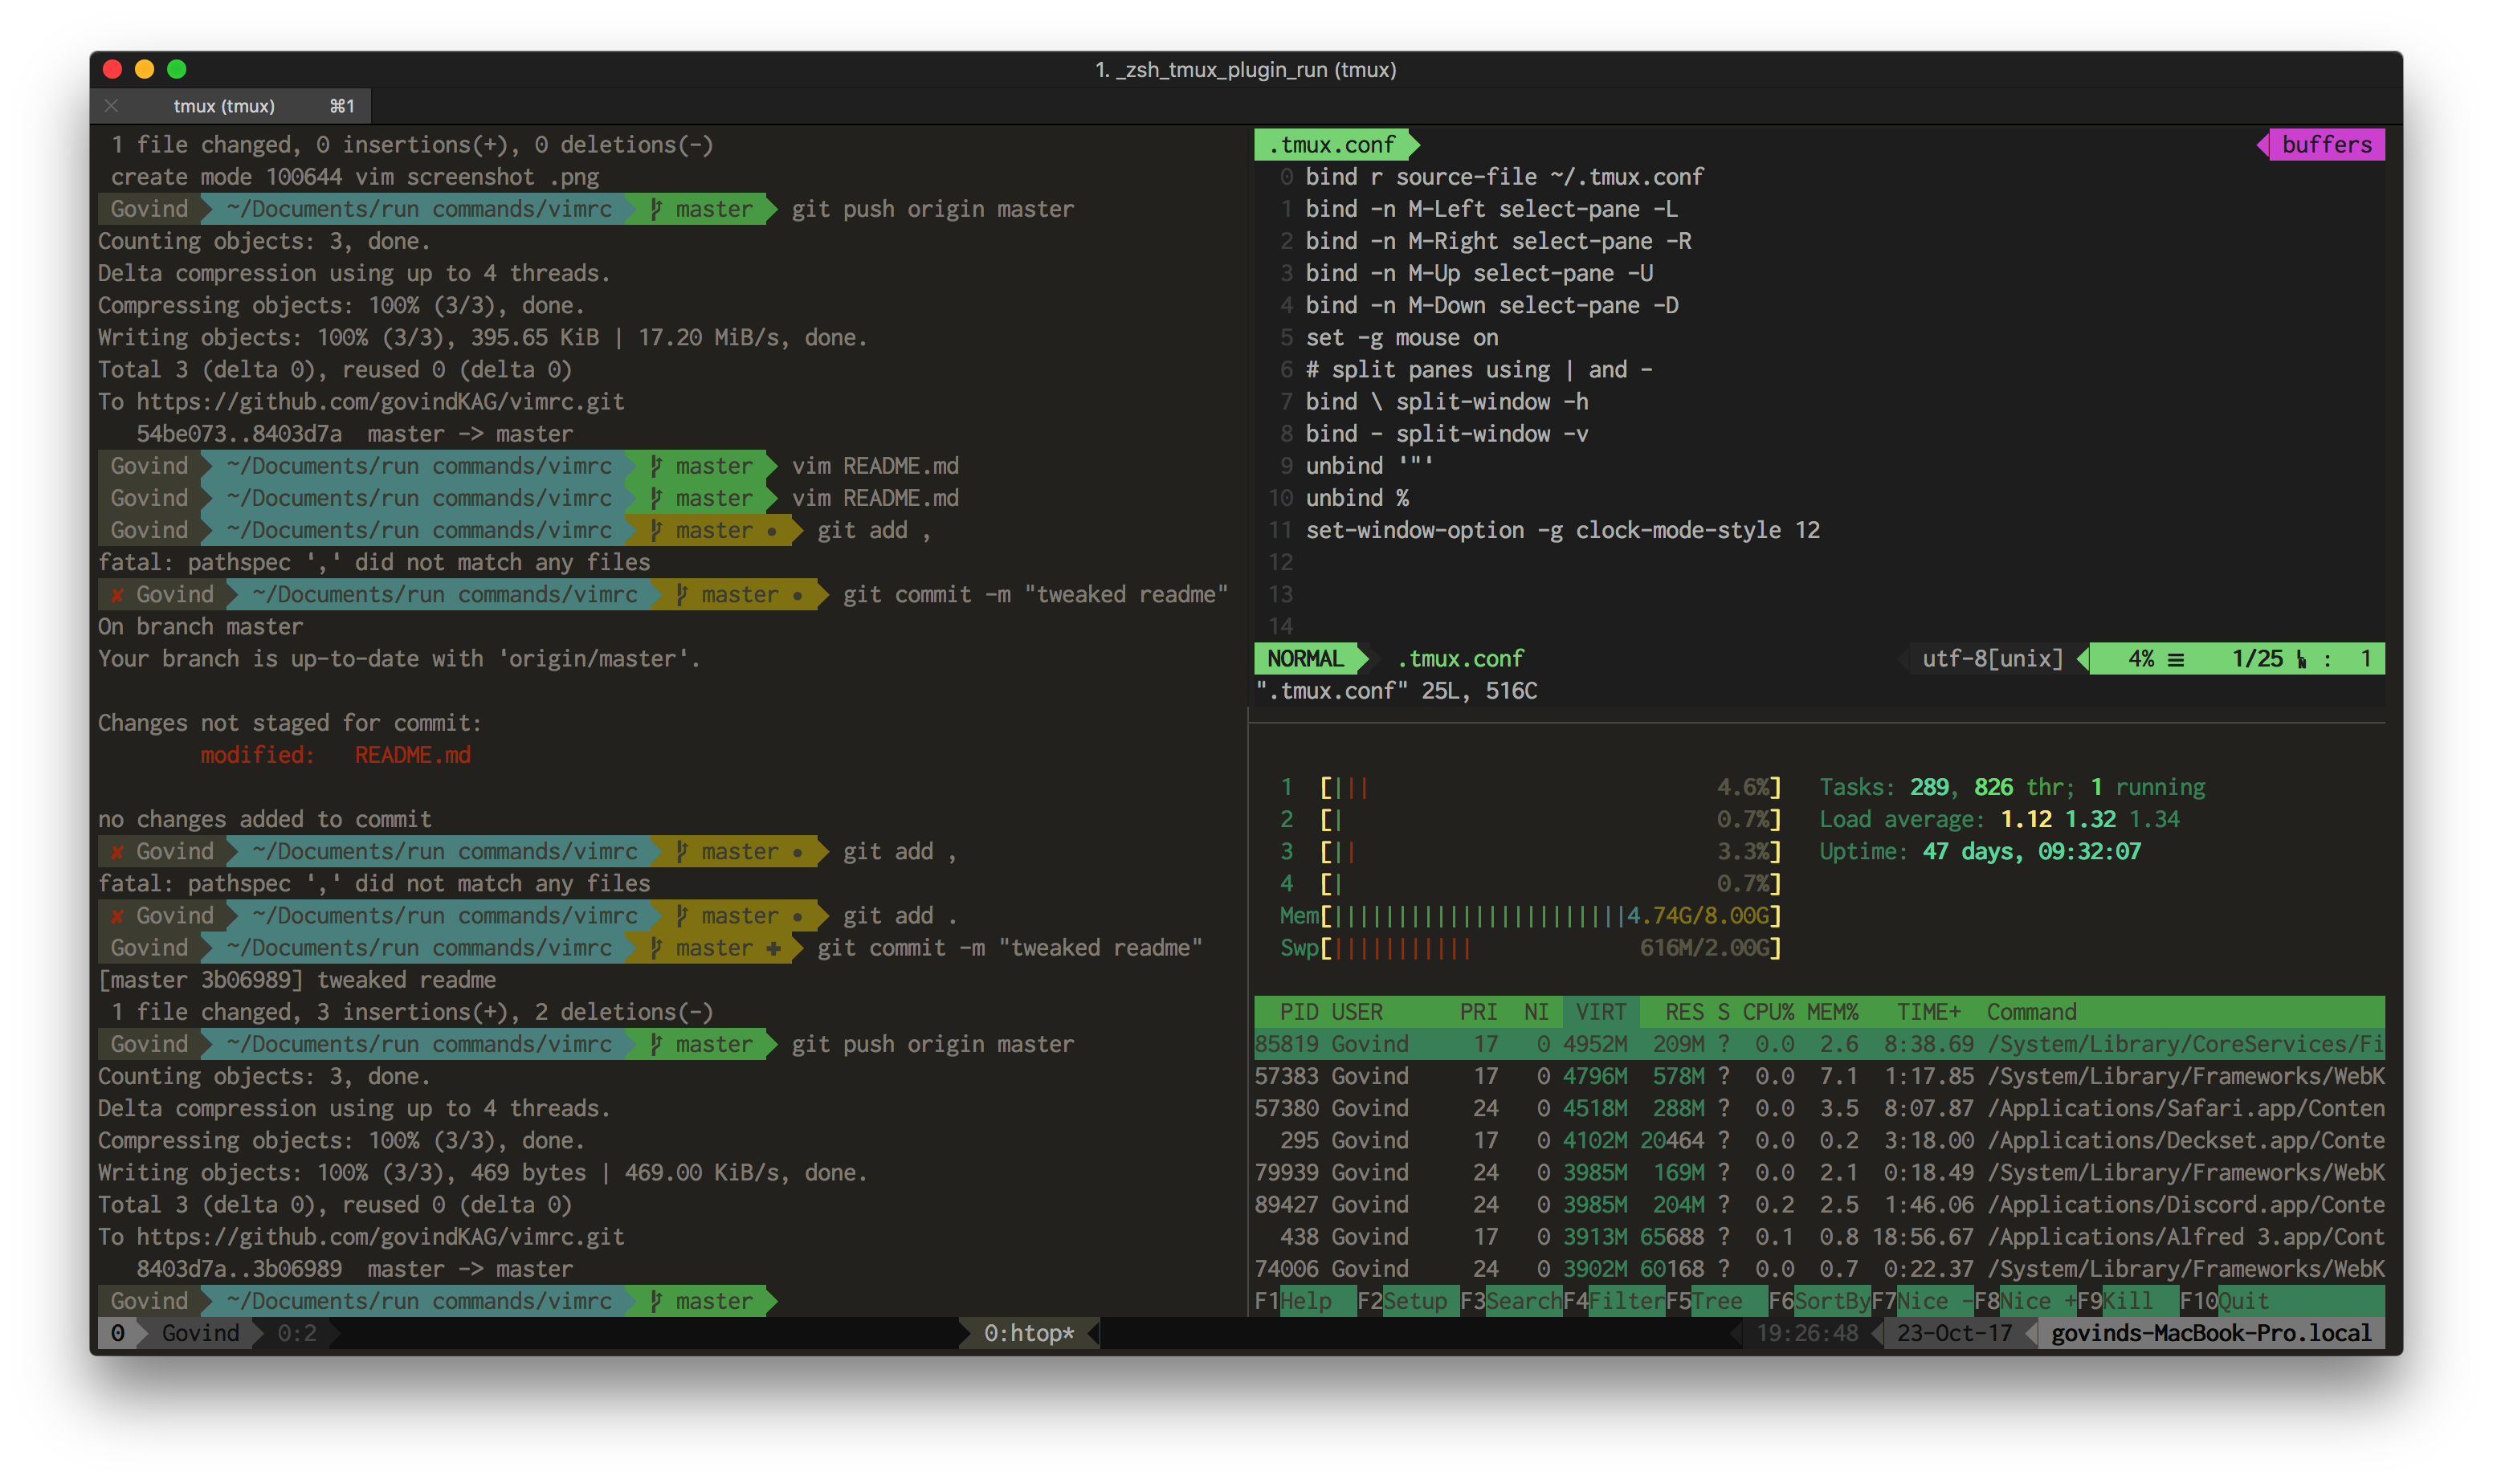 1. _zsh_tmux_plugin_run (tmux)
tmux (tmux) ⌘1
1 file changed, 0 insertions(+), 0 deletions(-)
create mode 100644 vim screenshot .png
Govind ~/Documents/run commands/vimrc master git push origin master
Counting objects: 3, done.
Delta compression using up to 4 threads.
Compressing objects: 100% (3/3), done.
Writing objects: 100% (3/3), 395.65 KiB | 17.20 MiB/s, done.
Total 3 (delta 0), reused 0 (delta 0)
To https://github.com/govindKAG/vimrc.git
54be073..8403d7a master -> master
Govind ~/Documents/run commands/vimrc master vim README.md
Govind ~/Documents/run commands/vimrc master vim README.md
Govind ~/Documents/run commands/vimrc master ● git add ,
fatal: pathspec ',' did not match any files
✘ Govind ~/Documents/run commands/vimrc master ● git commit -m "tweaked readme"
On branch master
Your branch is up-to-date with 'origin/master'.
Changes not staged for commit:
modified: README.md
no changes added to commit
✘ Govind ~/Documents/run commands/vimrc master ● git add ,
fatal: pathspec ',' did not match any files
✘ Govind ~/Documents/run commands/vimrc master ● git add .
Govind ~/Documents/run commands/vimrc master ✚ git commit -m "tweaked readme"
[master 3b06989] tweaked readme
1 file changed, 3 insertions(+), 2 deletions(-)
Govind ~/Documents/run commands/vimrc master git push origin master
Counting objects: 3, done.
Delta compression using up to 4 threads.
Compressing objects: 100% (3/3), done.
Writing objects: 100% (3/3), 469 bytes | 469.00 KiB/s, done.
Total 3 (delta 0), reused 0 (delta 0)
To https://github.com/govindKAG/vimrc.git
8403d7a..3b06989 master -> master
Govind ~/Documents/run commands/vimrc master
.tmux.conf buffers
0 bind r source-file ~/.tmux.conf
1 bind -n M-Left select-pane -L
2 bind -n M-Right select-pane -R
3 bind -n M-Up select-pane -U
4 bind -n M-Down select-pane -D
5 set -g mouse on
6 # split panes using | and -
7 bind \ split-window -h
8 bind - split-window -v
9 unbind '"'
10 unbind %
11 set-window-option -g clock-mode-style 12
12
13
14
NORMAL .tmux.conf utf-8[unix] 4% ≡ 1/25 : 1
".tmux.conf" 25L, 516C
1 [||| 4.6%] Tasks: 289, 826 thr; 1 running
2 [| 0.7%] Load average: 1.12 1.32 1.34
3 [|| 3.3%] Uptime: 47 days, 09:32:07
4 [| 0.7%]
Mem[|||||||||||||||||||||||4.74G/8.00G]
Swp[||||||||||| 616M/2.00G]
PID USER PRI NI VIRT RES S CPU% MEM% TIME+ Command
85819 Govind 17 0 4952M 209M ? 0.0 2.6 8:38.69 /System/Library/CoreServices/Fi
57383 Govind 17 0 4796M 578M ? 0.0 7.1 1:17.85 /System/Library/Frameworks/WebK
57380 Govind 24 0 4518M 288M ? 0.0 3.5 8:07.87 /Applications/Safari.app/Conten
295 Govind 17 0 4102M 20464 ? 0.0 0.2 3:18.00 /Applications/Deckset.app/Conte
79939 Govind 24 0 3985M 169M ? 0.0 2.1 0:18.49 /System/Library/Frameworks/WebK
89427 Govind 24 0 3985M 204M ? 0.2 2.5 1:46.06 /Applications/Discord.app/Conte
438 Govind 17 0 3913M 65688 ? 0.1 0.8 18:56.67 /Applications/Alfred 3.app/Cont
74006 Govind 24 0 3902M 60168 ? 0.0 0.7 0:22.37 /System/Library/Frameworks/WebK
F1Help F2Setup F3SearchF4FilterF5Tree F6SortByF7Nice -F8Nice +F9Kill F10Quit
0 Govind 0:2 0:htop* 19:26:48 23-Oct-17 govinds-MacBook-Pro.local